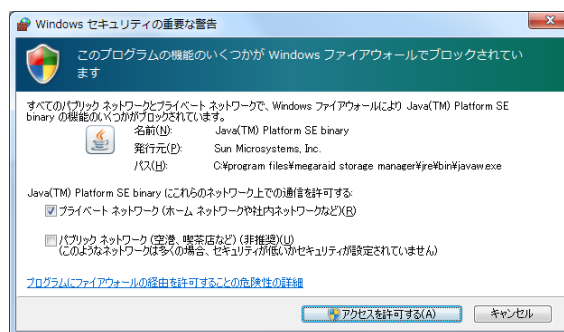 Windows セキュリティの重要な警告
このプログラムの機能のいくつかが Windows ファイアウォールでブロックされてい
ます
すべてのパブリック ネットワークとプライベート ネットワークで、Windows ファイアウォールにより Java(TM) Platform SE
binary の機能のいくつかがブロックされています。
名前(N): Java(TM) Platform SE binary
発行元(P): Sun Microsystems, Inc.
パス(H): C:¥program files¥megaraid storage manager¥jre¥bin¥javaw.exe
Java(TM) Platform SE binary にこれらのネットワーク上での通信を許可する:
プライベート ネットワーク (ホーム ネットワークや社内ネットワークなど)(R)
パブリック ネットワーク (空港、喫茶店など) (非推奨)(U)
(このようなネットワークは多くの場合、セキュリティが低いかセキュリティが設定されていません)
プログラムにファイアウォールの経由を許可することの危険性の詳細
アクセスを許可する(A) キャンセル